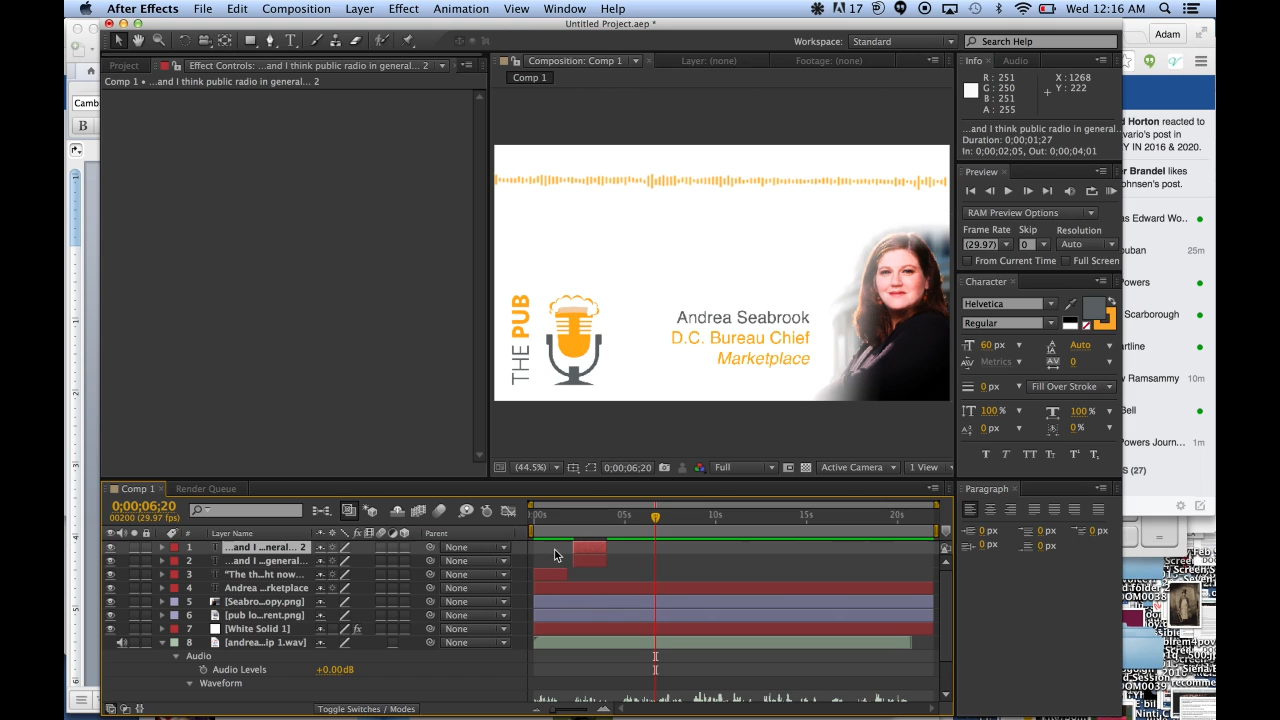 After Effects File Edit Composition Layer Effect Animation View Window Help 17 Wed 12:16 AM
Untitled Project.aep *
Workspace: Standard Search Help
Adam
Project Effect Controls: ...and I think public radio in general...
Comp 1 • ...and I think public radio in general... 2
Composition: Comp 1 Layer: (none) Footage: (none)
Comp 1
Info Audio
R: 251
G: 250
B: 251
A: 255
X: 1268
Y: 222
...and I think public radio in general...
Duration: 0;00;01;27
In: 0;00;02;05, Out: 0;00;04;01
Preview
RAM Preview Options
Frame Rate Skip Resolution
(29.97) 0 Auto
From Current Time Full Screen
Character
Helvetica
Regular
60 px Auto
Metrics 0
0 px Fill Over Stroke
100 % 100 %
0 px 0 %
T T TT Tт T' T,
Paragraph
0 px 0 px 0 px
0 px 0 px
THE PUB
Andrea Seabrook
D.C. Bureau Chief
Marketplace
(44.5%) 0;00;06;20 Full Active Camera 1 View
Comp 1 Render Queue
0;00;06;20
00200 (29.97 fps)
:00s 05s 10s 15s 20s
# Layer Name Parent
1 ...and I ...neral... 2 None
2 ...and I ...general... None
3 "The th...ht now... None
4 Andrea ...rketplace None
5 [Seabro...opy.png] None
6 [pub lo...rent.png] None
7 [White Solid 1] None
8 [andrea...ip 1.wav] None
Audio
Audio Levels +0.00dB
Waveform
Toggle Switches / Modes
Camb
B
d Horton reacted to
vario's post in
Y IN 2016 & 2020.
er Brandel likes
ohnsen's post.
as Edward Wo..
ouban 25m
Powers
Scarborough
artline
w Ramsammy 10m
Bell
Powers Journ... 1m
S (27)